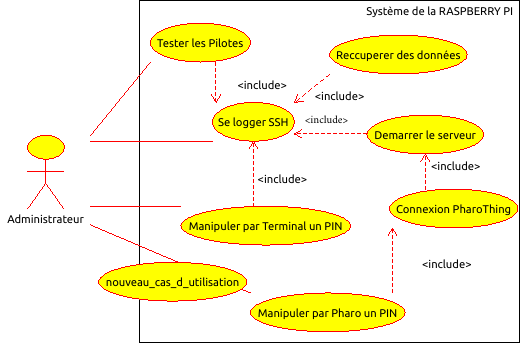 Système de la RASPBERRY PI
Tester les Pilotes
Reccuperer des données
<include>
<include>
Se logger SSH
<include>
Demarrer le serveur
<include>
<include>
Administrateur
Connexion PharoThing
Manipuler par Terminal un PIN
<include>
nouveau_cas_d_utilisation
Manipuler par Pharo un PIN